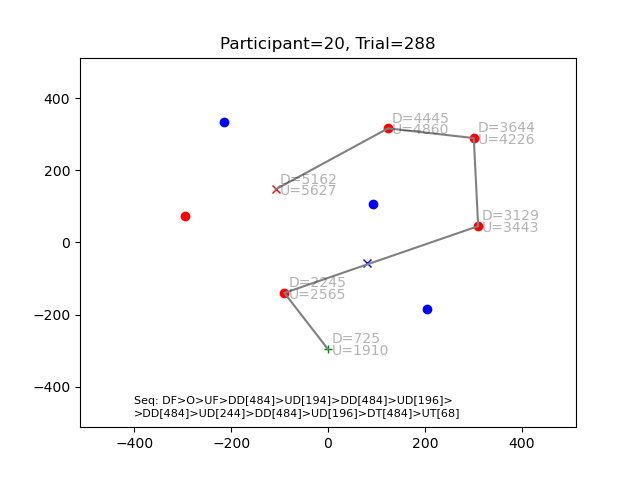 Participant=20, Trial=288
400
200
0
−200
−400
−400
−200
0
200
400
D=4445
U=4860
D=3644
U=4226
D=5162
U=5627
D=3129
U=3443
D=2245
U=2565
D=725
U=1910
Seq: DF>O>UF>DD[484]>UD[194]>DD[484]>UD[196]>
>DD[484]>UD[244]>DD[484]>UD[196]>DT[484]>UT[68]